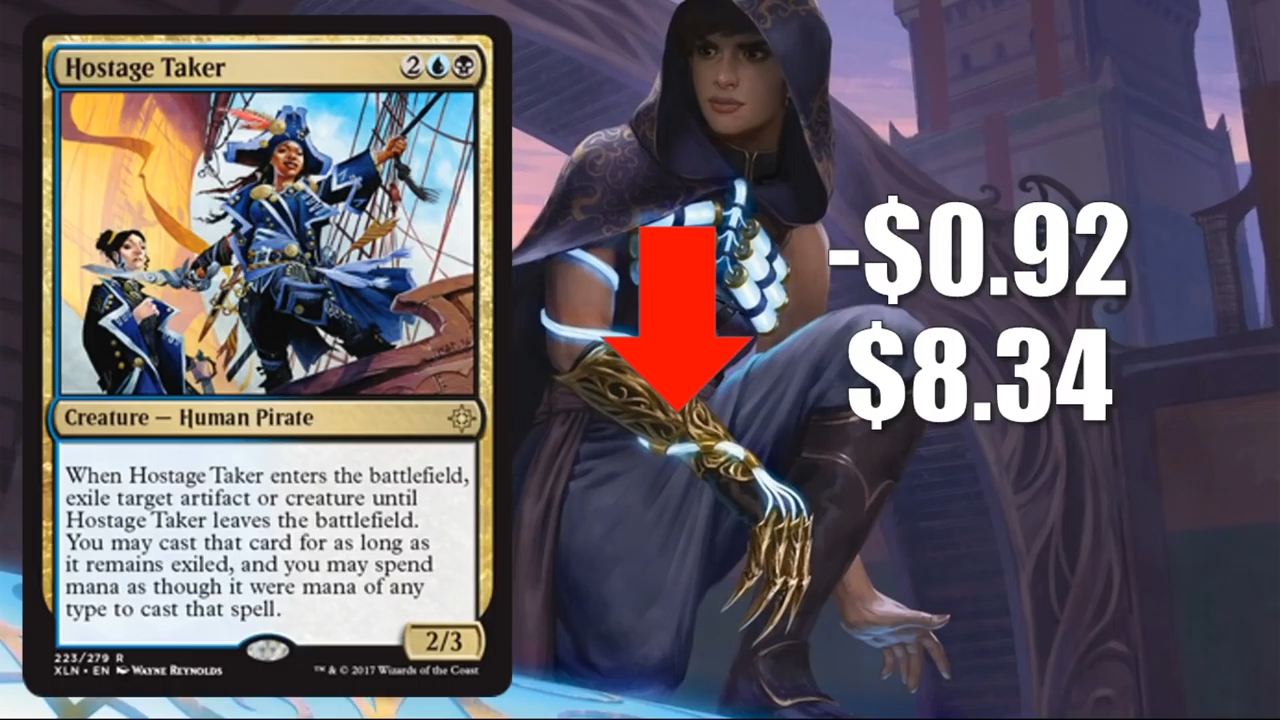 Hostage Taker 2
Creature — Human Pirate
When Hostage Taker enters the battlefield,
exile target artifact or creature until
Hostage Taker leaves the battlefield.
You may cast that card for as long as
it remains exiled, and you may spend
mana as though it were mana of any
type to cast that spell.
2/3
223/279 R
XLN • EN WAYNE REYNOLDS
™ & © 2017 Wizards of the Coast
-$0.92
$8.34